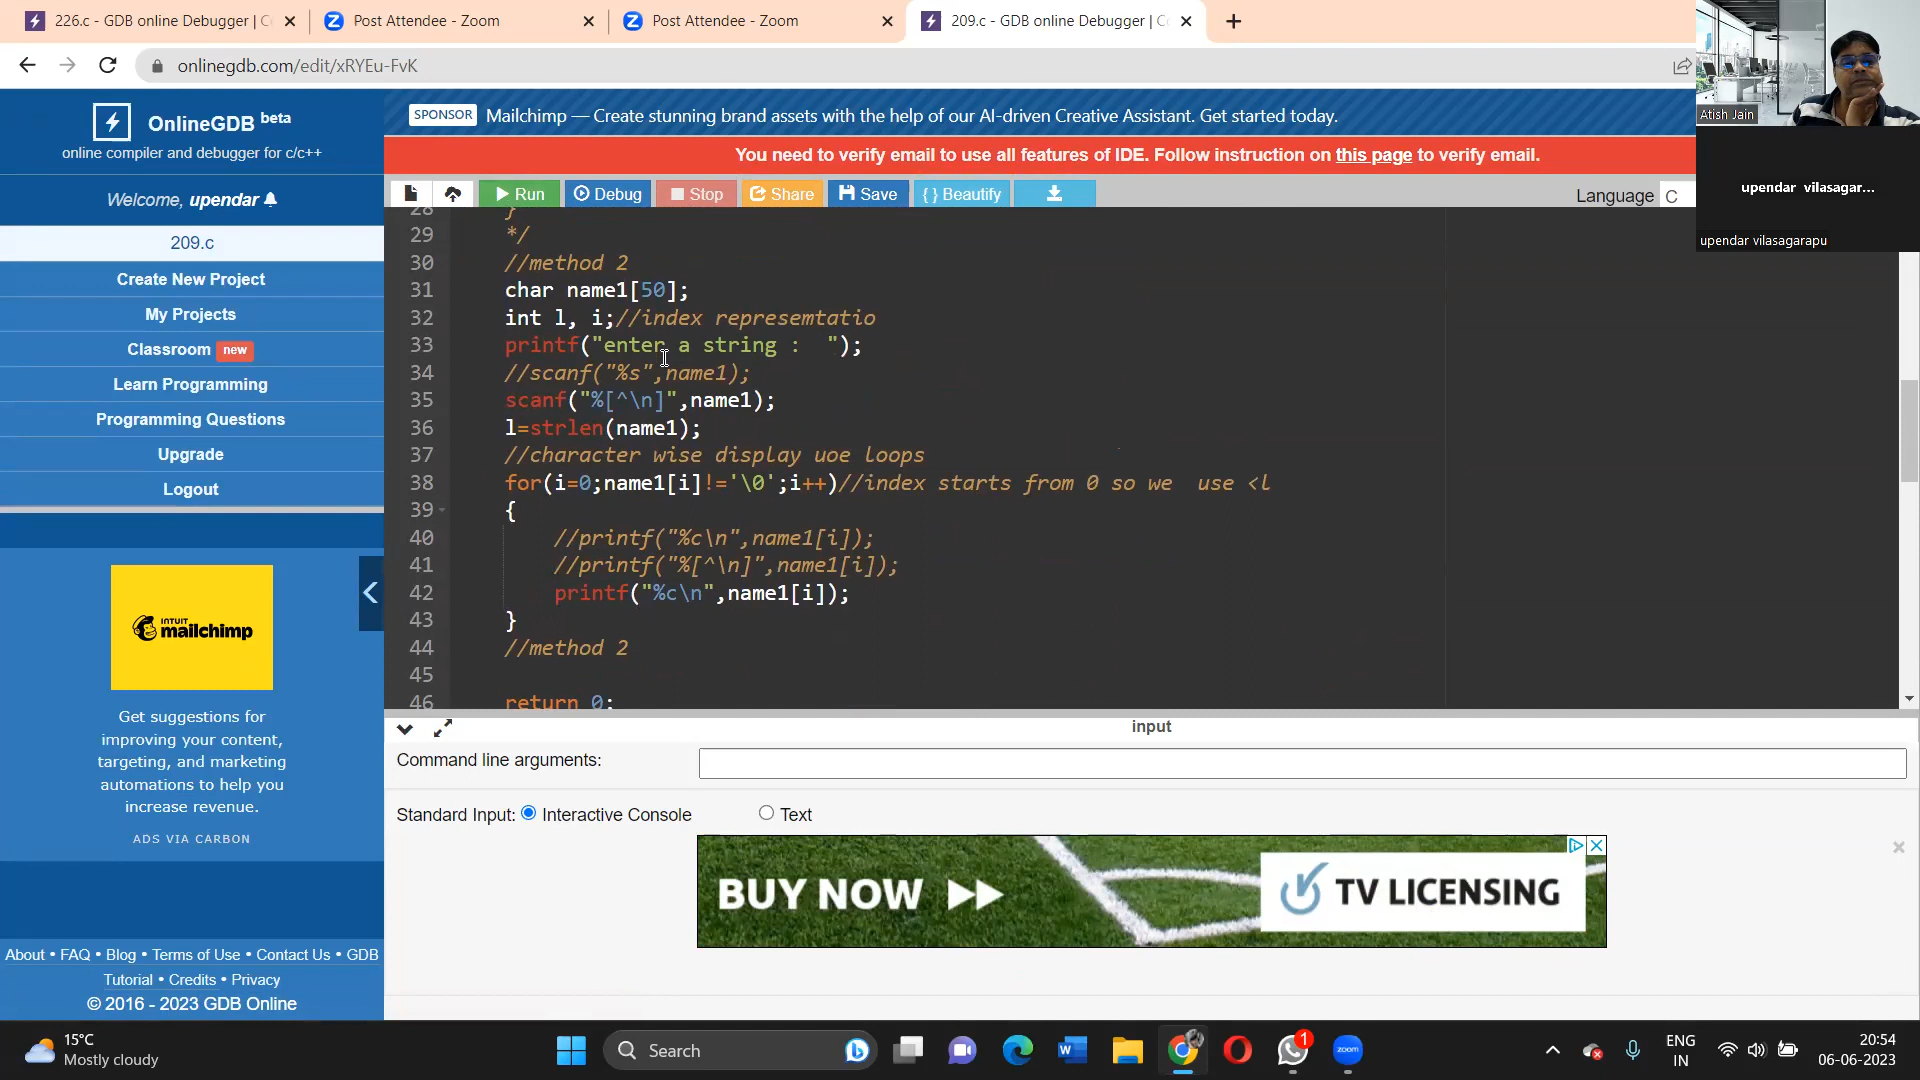 226.c - GDB online Debugger | C
Post Attendee - Zoom
Post Attendee - Zoom
209.c - GDB online Debugger | C
onlinegdb.com/edit/xRYEu-FvK
Atish Jain
upendar vilasagar...
upendar vilasagarapu
OnlineGDB beta
online compiler and debugger for c/c++
Welcome, upendar
209.c
Create New Project
My Projects
Classroom new
Learn Programming
Programming Questions
Upgrade
Logout
INTUIT
mailchimp
Get suggestions for
improving your content,
targeting, and marketing
automations to help you
increase revenue.
ADS VIA CARBON
About • FAQ • Blog • Terms of Use • Contact Us • GDB
Tutorial • Credits • Privacy
© 2016 - 2023 GDB Online
SPONSOR Mailchimp — Create stunning brand assets with the help of our AI-driven Creative Assistant. Get started today.
You need to verify email to use all features of IDE. Follow instruction on this page to verify email.
Run Debug Stop Share Save { } Beautify
Language C
28 }
29 */
30 //method 2
31 char name1[50];
32 int l, i;//index represemtatio
33 printf("enter a string :  ");
34 //scanf("%s",name1);
35 scanf("%[^\n]",name1);
36 l=strlen(name1);
37 //character wise display uoe loops
38 for(i=0;name1[i]!='\0';i++)//index starts from 0 so we  use <l
39 {
40 //printf("%c\n",name1[i]);
41 //printf("%[^\n]",name1[i]);
42 printf("%c\n",name1[i]);
43 }
44 //method 2
45
46 return 0;
input
Command line arguments:
Standard Input: Interactive Console Text
BUY NOW
TV LICENSING
15°C
Mostly cloudy
Search
1
zoom
ENG
IN
20:54
06-06-2023